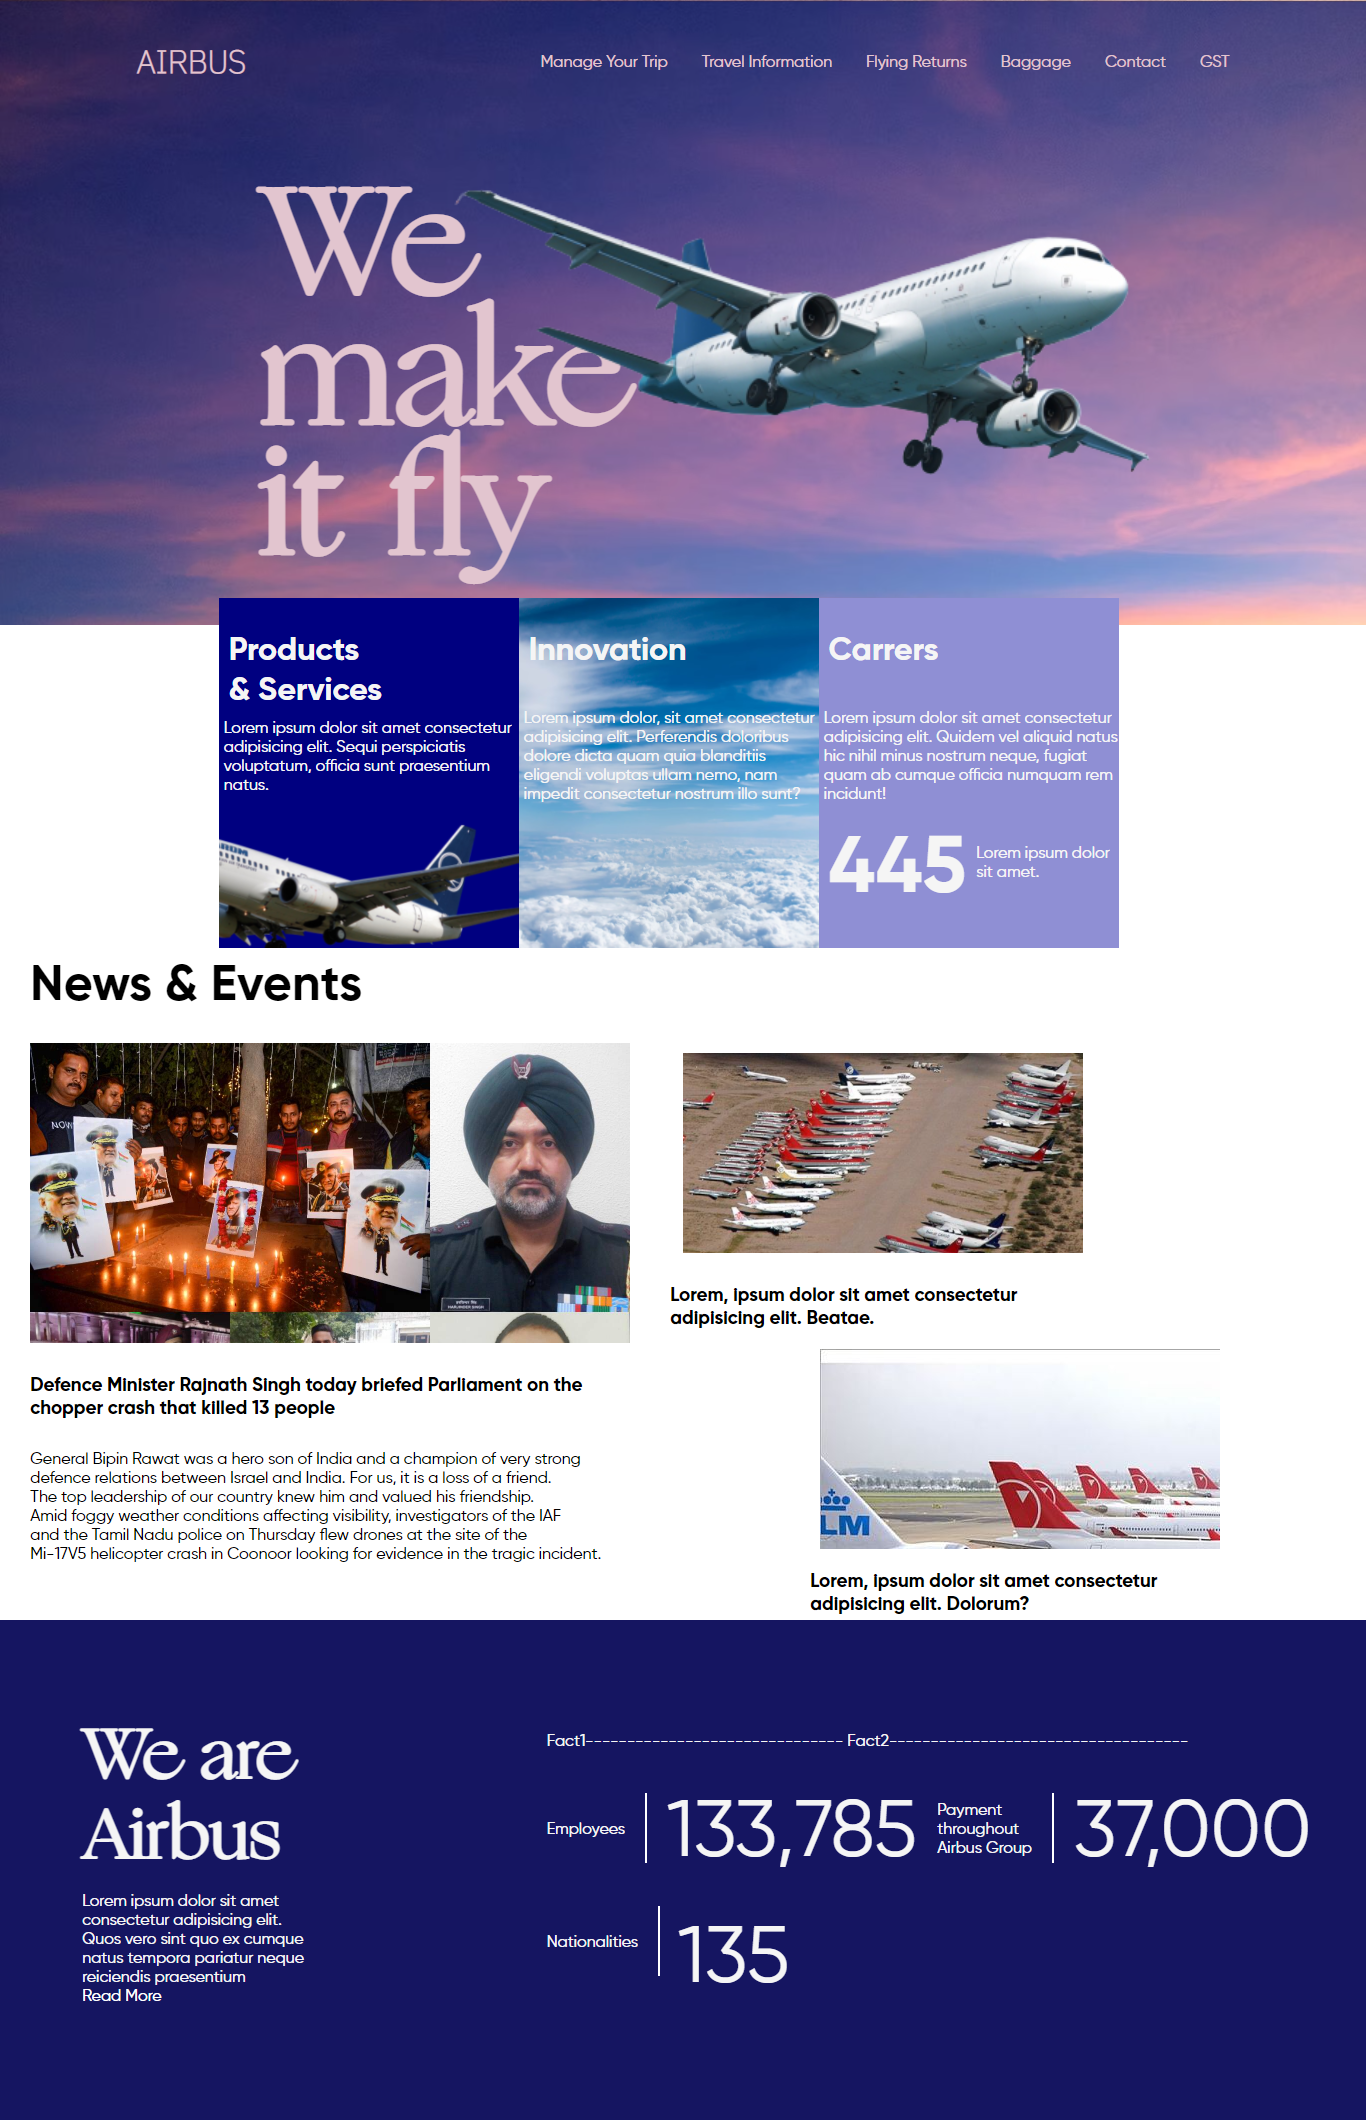 AIRBUS
Manage Your Trip
Travel Information
Flying Returns
Baggage
Contact
GST
We
make
it fly
Products
& Services
Lorem ipsum dolor sit amet consectetur
adipisicing elit. Sequi perspiciatis
voluptatum, officia sunt praesentium
natus.
Innovation
Lorem ipsum dolor, sit amet consectetur
adipisicing elit. Perferendis doloribus
dolore dicta quam quia blanditiis
eligendi voluptas ullam nemo, nam
impedit consectetur nostrum illo sunt?
Carrers
Lorem ipsum dolor sit amet consectetur
adipisicing elit. Quidem vel aliquid natus
hic nihil minus nostrum neque, fugiat
quam ab cumque officia numquam rem
incidunt!
445
Lorem ipsum dolor
sit amet.
News & Events
NOW
HARJINDER SINGH
Defence Minister Rajnath Singh today briefed Parliament on the
chopper crash that killed 13 people
General Bipin Rawat was a hero son of India and a champion of very strong
defence relations between Israel and India. For us, it is a loss of a friend.
The top leadership of our country knew him and valued his friendship.
Amid foggy weather conditions affecting visibility, investigators of the IAF
and the Tamil Nadu police on Thursday flew drones at the site of the
Mi-17V5 helicopter crash in Coonoor looking for evidence in the tragic incident.
Lorem, ipsum dolor sit amet consectetur
adipisicing elit. Beatae.
LM
Lorem, ipsum dolor sit amet consectetur
adipisicing elit. Dolorum?
We are
Airbus
Lorem ipsum dolor sit amet
consectetur adipisicing elit.
Quos vero sint quo ex cumque
natus tempora pariatur neque
reiciendis praesentium
Read More
Fact1------------------------------- Fact2------------------------------------
Employees
133,785
Payment
throughout
Airbus Group
37,000
Nationalities
135